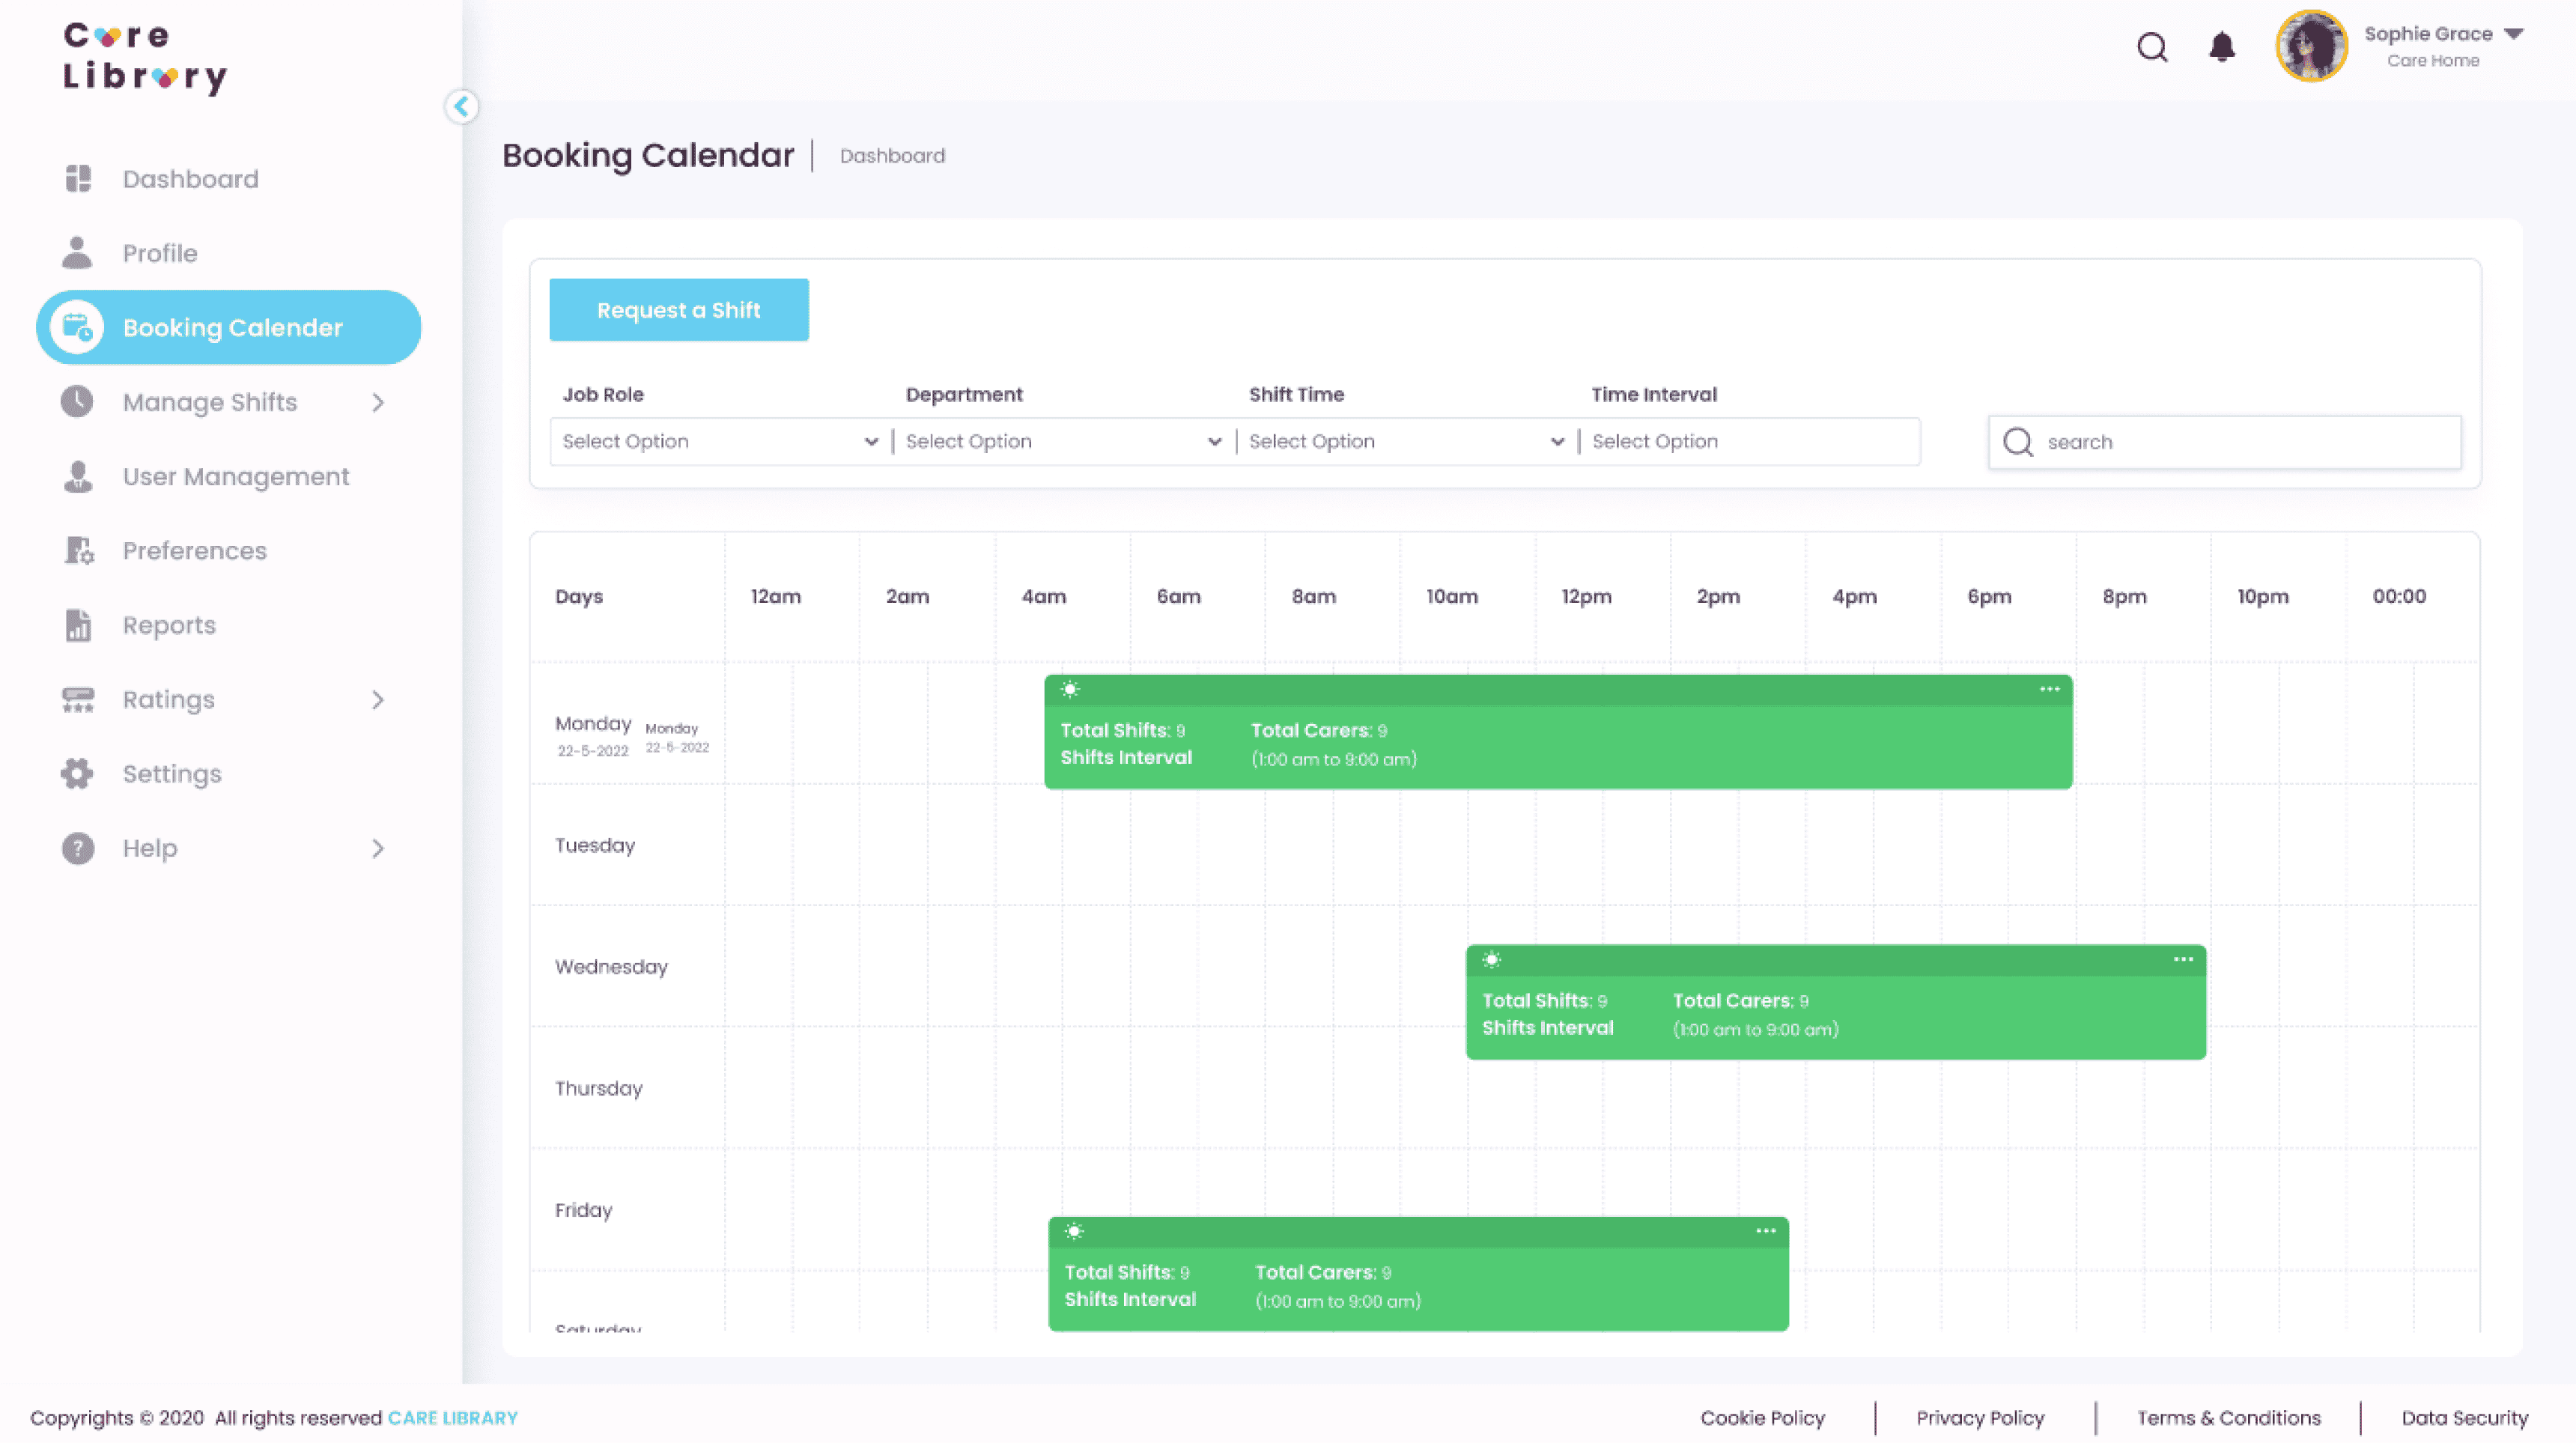 Care
Library
Sophie Grace
Care Home
Booking Calendar
Dashboard
Dashboard
Profile
Booking Calender
Manage Shifts
User Management
Preferences
Reports
Ratings
Settings
Help
Request a Shift
Job Role Department Shift Time Time Interval
Select Option Select Option Select Option Select Option search
Days 12am 2am 4am 6am 8am 10am 12pm 2pm 4pm 6pm 8pm 10pm 00:00
Monday Monday
22-5-2022 22-5-2022
Total Shifts: 9 Total Carers: 9
Shifts Interval (1:00 am to 9:00 am)
Tuesday
Wednesday
Total Shifts: 9 Total Carers: 9
Shifts Interval (1:00 am to 9:00 am)
Thursday
Friday
Total Shifts: 9 Total Carers: 9
Shifts Interval (1:00 am to 9:00 am)
Saturday
Copyrights © 2020 All rights reserved CARE LIBRARY
Cookie Policy Privacy Policy Terms & Conditions Data Security